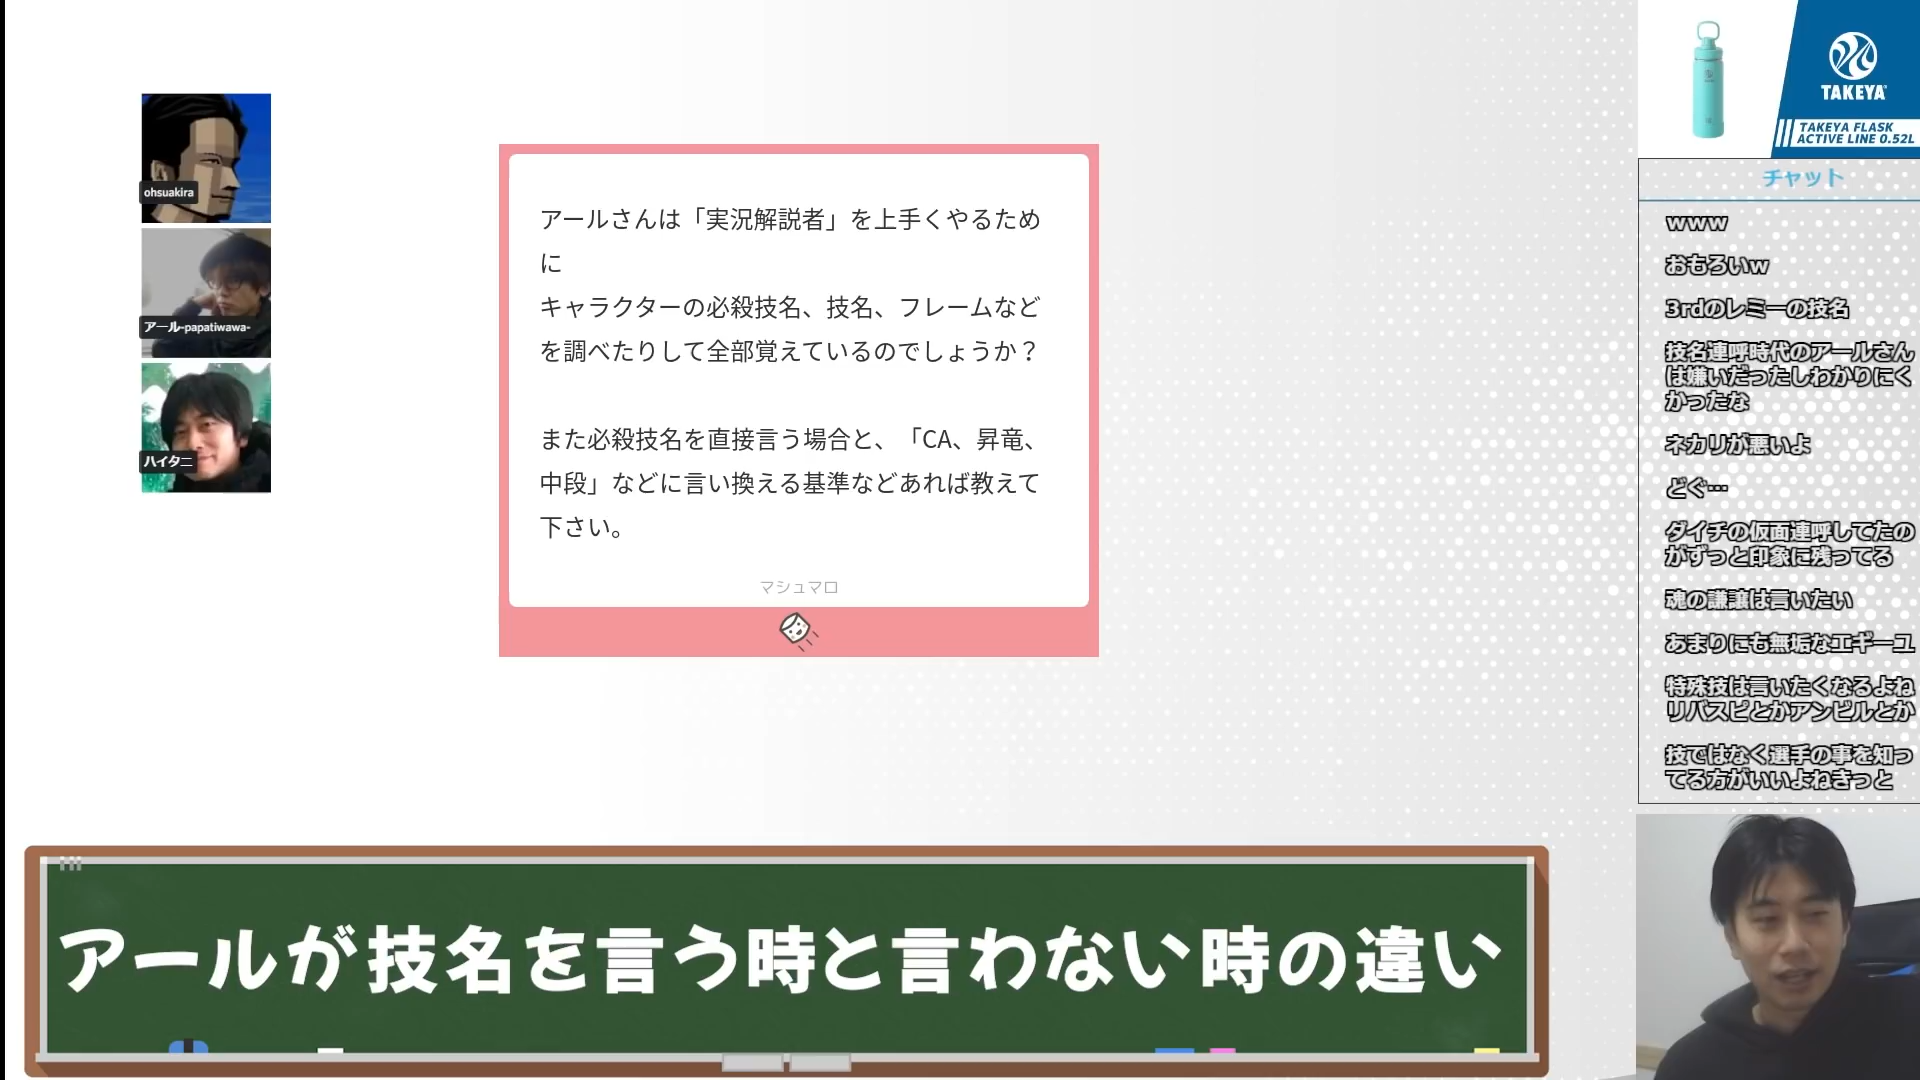 ohsuakira
アール-papatiwawa-
ハイタニ
アールさんは「実況解説者」を上手くやるため
に
キャラクターの必殺技名、技名、フレームなど
を調べたりして全部覚えているのでしょうか？
また必殺技名を直接言う場合と、「CA、昇竜、
中段」などに言い換える基準などあれば教えて
下さい。
マシュマロ
TAKEYA
TAKEYA FLASK
ACTIVE LINE 0.52L
チャット
www
おもろいw
3rdのレミーの技名
技名連呼時代のアールさん
は嫌いだったしわかりにく
かったな
ネカリが悪いよ
どぐ…
ダイチの仮面連呼してたの
がずっと印象に残ってる
魂の謙譲は言いたい
あまりにも無垢なエギーユ
特殊技は言いたくなるよね
リバスピとかアンビルとか
技ではなく選手の事を知っ
てる方がいいよねきっと
アールが技名を言う時と言わない時の違い